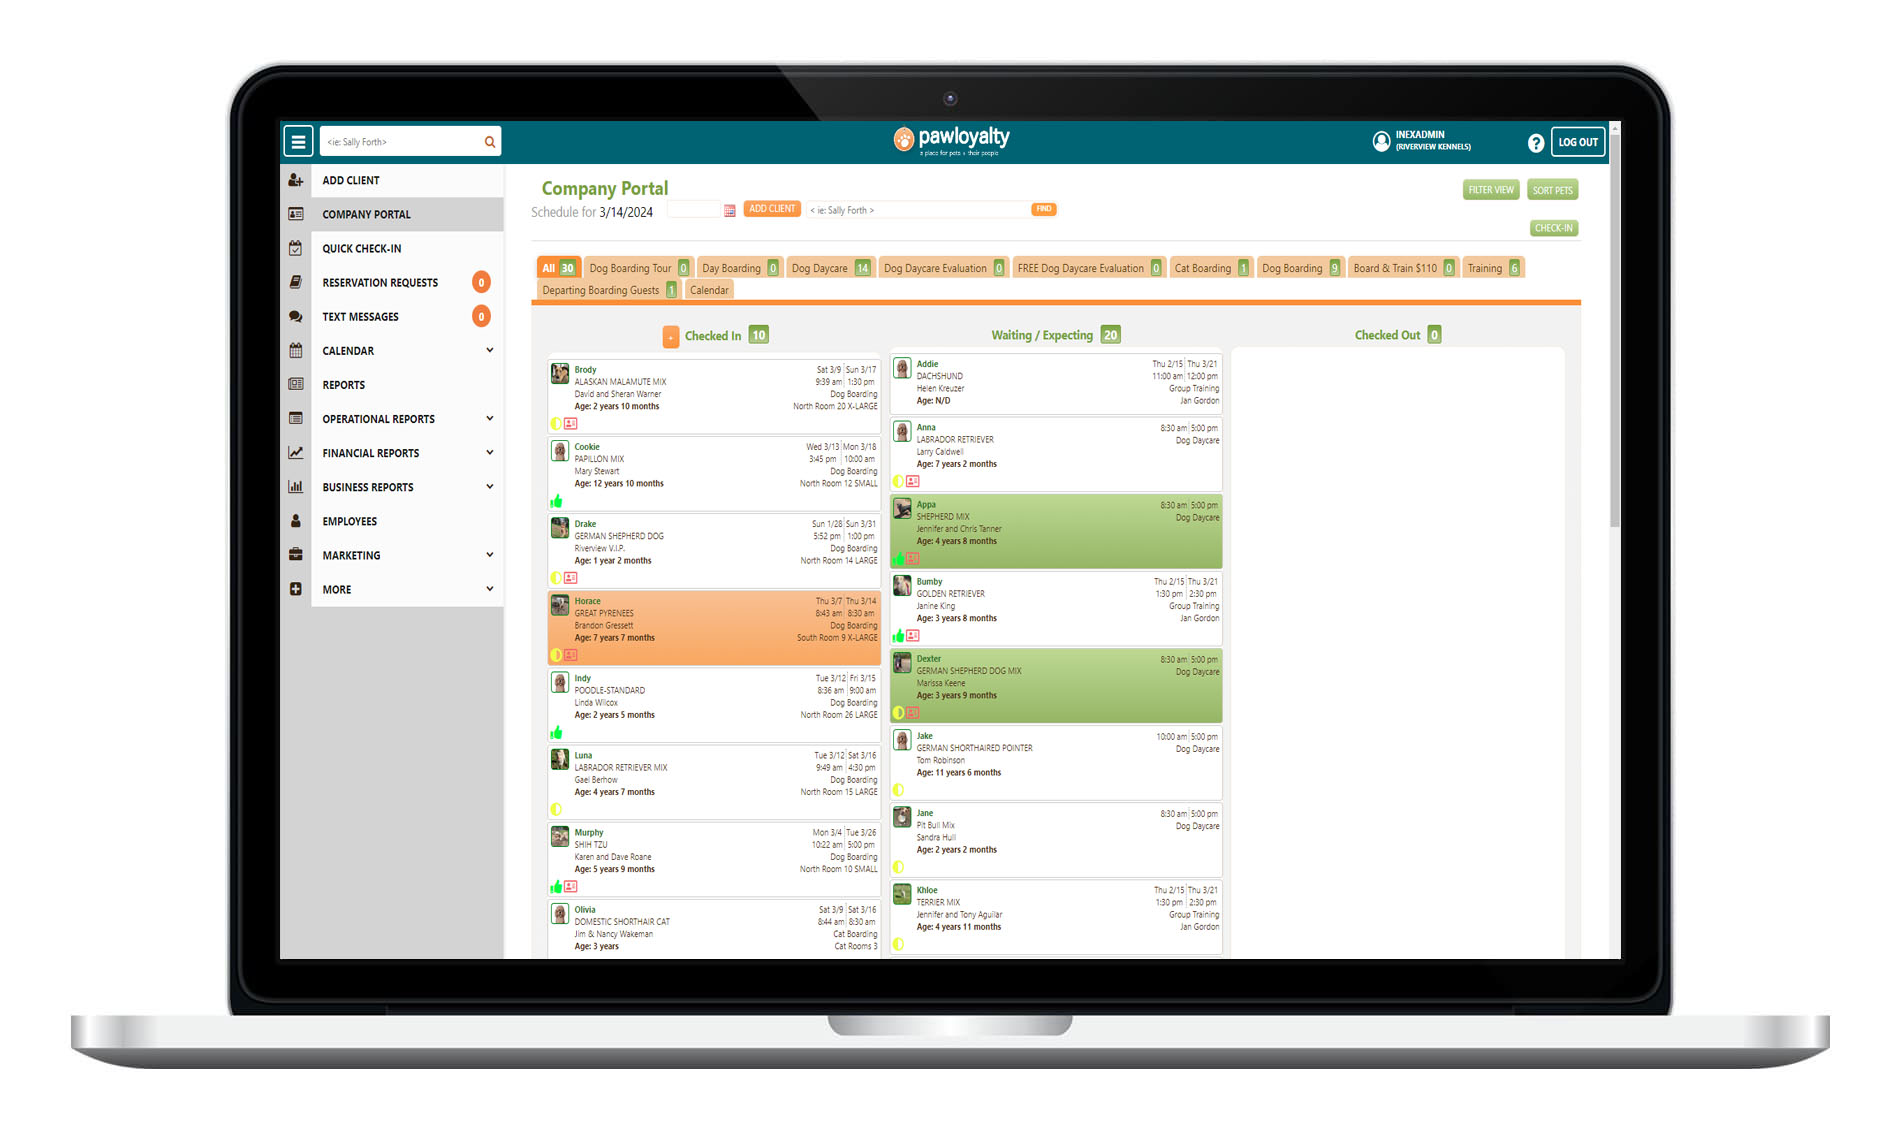 <ie: Sally Forth>
pawloyalty
a place for pets + their people
INEXADMIN
(RIVERVIEW KENNELS)
?
LOG OUT
ADD CLIENT
COMPANY PORTAL
QUICK CHECK-IN
RESERVATION REQUESTS 0
TEXT MESSAGES 0
CALENDAR
REPORTS
OPERATIONAL REPORTS
FINANCIAL REPORTS
BUSINESS REPORTS
EMPLOYEES
MARKETING
MORE
Company Portal
FILTER VIEW SORT PETS
Schedule for 3/14/2024 ADD CLIENT < ie: Sally Forth > FIND
CHECK-IN
All 30 Dog Boarding Tour 0 Day Boarding 0 Dog Daycare 14 Dog Daycare Evaluation 0 FREE Dog Daycare Evaluation 0 Cat Boarding 1 Dog Boarding 9 Board & Train $110 0 Training 6
Departing Boarding Guests 1 Calendar
+ Checked In 10
Brody Sat 3/9 Sun 3/17
ALASKAN MALAMUTE MIX 9:39 am 1:30 pm
David and Sheran Warner Dog Boarding
Age: 2 years 10 months North Room 20 X-LARGE
Cookie Wed 3/13 Mon 3/18
PAPILLON MIX 3:45 pm 10:00 am
Mary Stewart Dog Boarding
Age: 12 years 10 months North Room 12 SMALL
Drake Sun 1/28 Sun 3/31
GERMAN SHEPHERD DOG 5:52 pm 1:00 pm
Riverview V.I.P. Dog Boarding
Age: 1 year 2 months North Room 14 LARGE
Horace Thu 3/7 Thu 3/14
GREAT PYRENEES 8:43 am 8:30 am
Brandon Gressett Dog Boarding
Age: 7 years 7 months South Room 9 X-LARGE
Indy Tue 3/12 Fri 3/15
POODLE-STANDARD 8:36 am 9:00 am
Linda Wilcox Dog Boarding
Age: 2 years 5 months North Room 26 LARGE
Luna Tue 3/12 Sat 3/16
LABRADOR RETRIEVER MIX 9:49 am 4:30 pm
Gael Berhow Dog Boarding
Age: 4 years 7 months North Room 15 LARGE
Murphy Mon 3/4 Tue 3/26
SHIH TZU 10:22 am 5:00 pm
Karen and Dave Roane Dog Boarding
Age: 5 years 9 months North Room 10 SMALL
Olivia Sat 3/9 Sat 3/16
DOMESTIC SHORTHAIR CAT 8:44 am 8:30 am
Jim & Nancy Wakeman Cat Boarding
Age: 3 years Cat Rooms 3
Waiting / Expecting 20
Addie Thu 2/15 Thu 3/21
DACHSHUND 11:00 am 12:00 pm
Helen Kreuzer Group Training
Age: N/D Jan Gordon
Anna 8:30 am 5:00 pm
LABRADOR RETRIEVER Dog Daycare
Larry Caldwell
Age: 7 years 2 months
Appa 8:30 am 5:00 pm
SHEPHERD MIX Dog Daycare
Jennifer and Chris Tanner
Age: 4 years 8 months
Bumby Thu 2/15 Thu 3/21
GOLDEN RETRIEVER 1:30 pm 2:30 pm
Janine King Group Training
Age: 3 years 8 months Jan Gordon
Dexter 8:30 am 5:00 pm
GERMAN SHEPHERD DOG MIX Dog Daycare
Marissa Keene
Age: 3 years 9 months
Jake 10:00 am 5:00 pm
GERMAN SHORTHAIRED POINTER Dog Daycare
Tom Robinson
Age: 11 years 6 months
Jane 8:30 am 5:00 pm
Pit Bull Mix Dog Daycare
Sandra Hull
Age: 2 years 2 months
Khloe Thu 2/15 Thu 3/21
TERRIER MIX 1:30 pm 2:30 pm
Jennifer and Tony Aguilar Group Training
Age: 4 years 11 months Jan Gordon
Checked Out 0